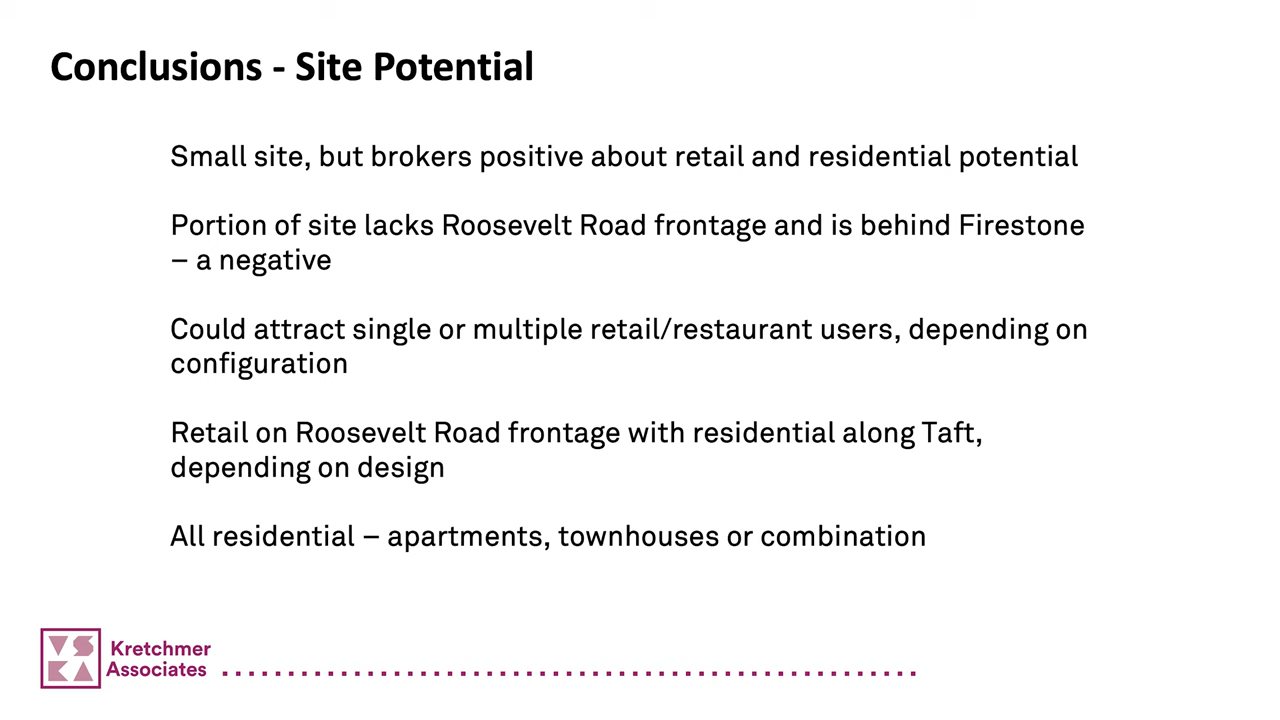 Conclusions - Site Potential
Small site, but brokers positive about retail and residential potential
Portion of site lacks Roosevelt Road frontage and is behind Firestone
– a negative
Could attract single or multiple retail/restaurant users, depending on
configuration
Retail on Roosevelt Road frontage with residential along Taft,
depending on design
All residential – apartments, townhouses or combination
VS
KA
Kretchmer
Associates